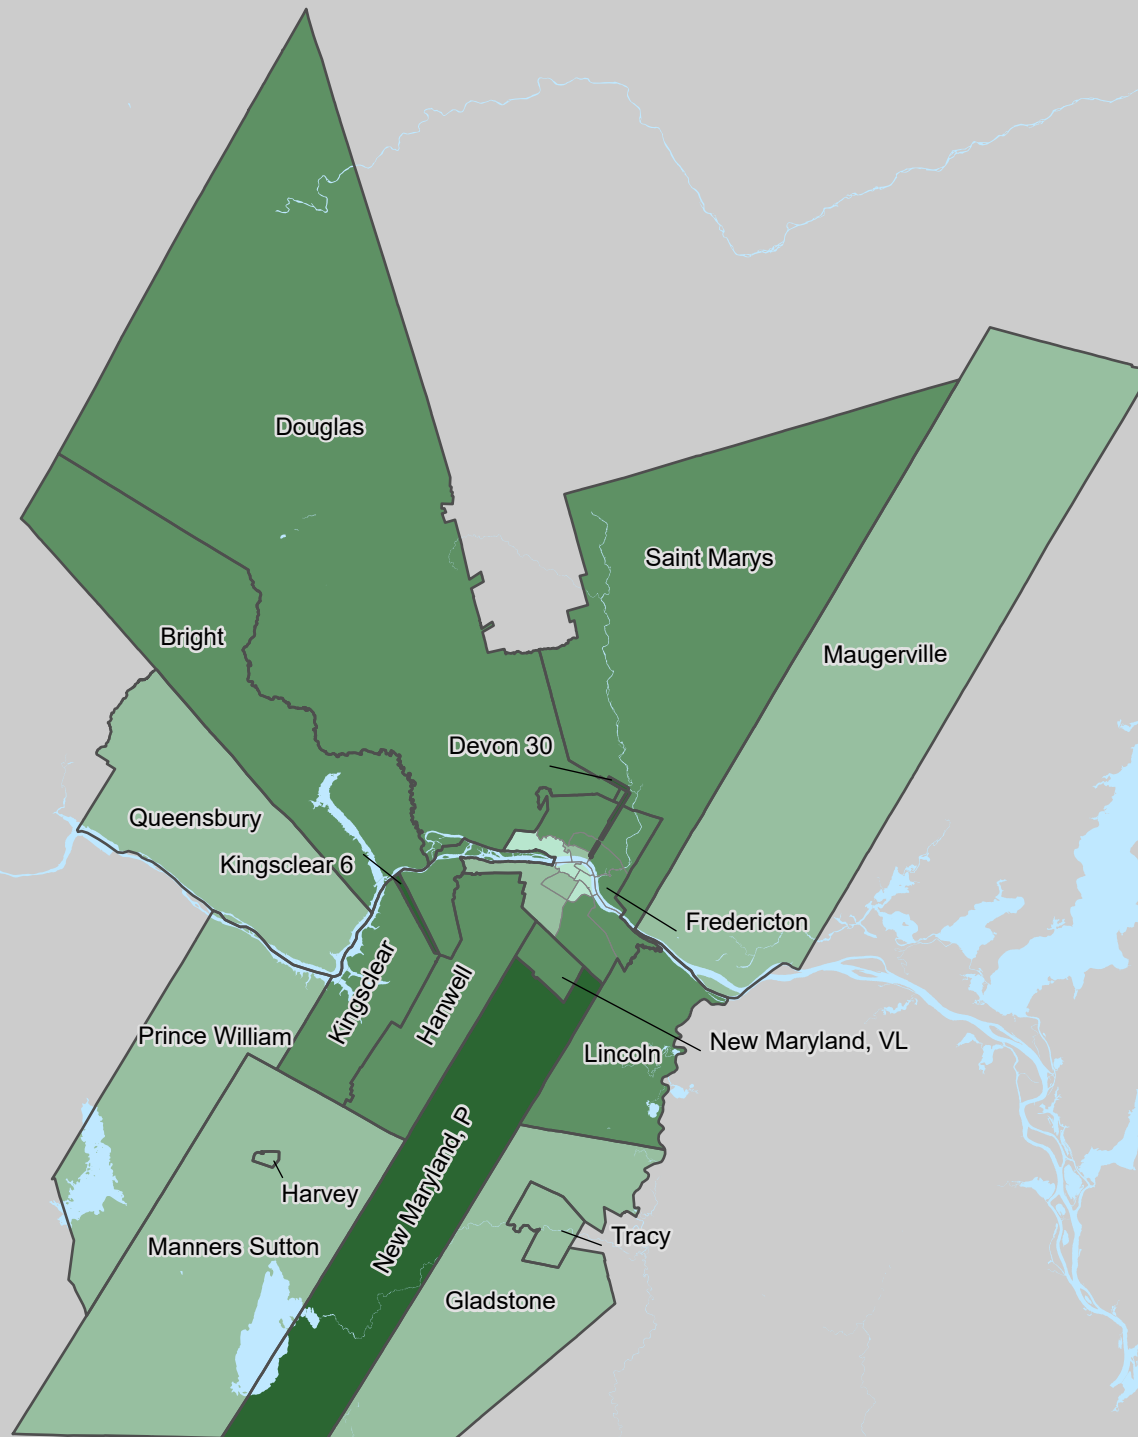 Douglas
Saint Marys
Bright
Maugerville
Devon 30
Queensbury
Kingsclear 6
Fredericton
Kingsclear
Hanwell
Prince William
New Maryland, VL
Lincoln
New Maryland, P
Harvey
Manners Sutton
Tracy
Gladstone